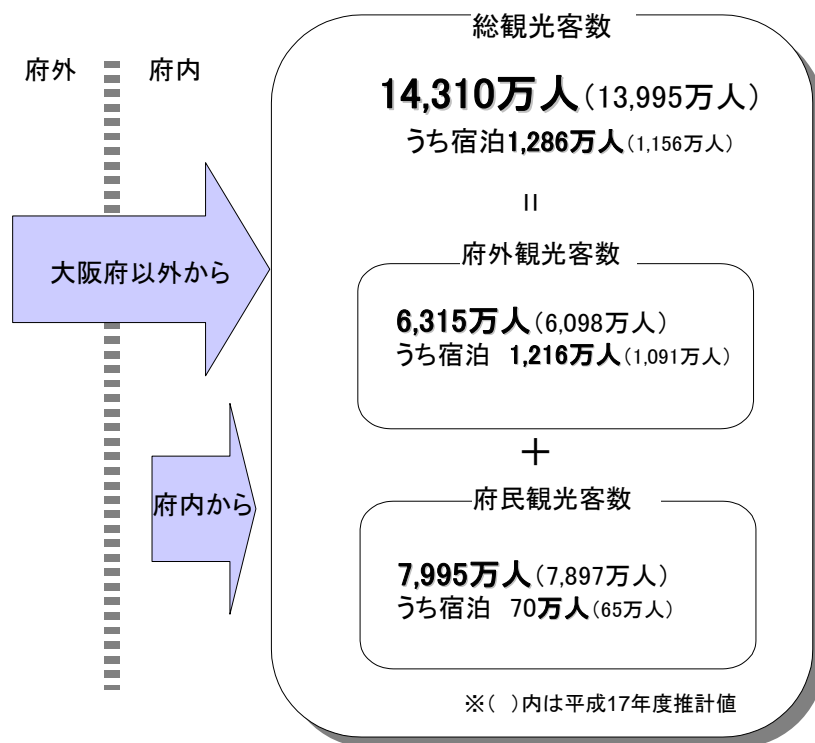 総観光客数
府外
府内
14,310万人(13,995万人)
うち宿泊1,286万人(1,156万人)
=
大阪府以外から
府外観光客数
6,315万人(6,098万人)
うち宿泊 1,216万人(1,091万人)
+
府内から
府民観光客数
7,995万人(7,897万人)
うち宿泊 70万人(65万人)
※( )内は平成17年度推計値